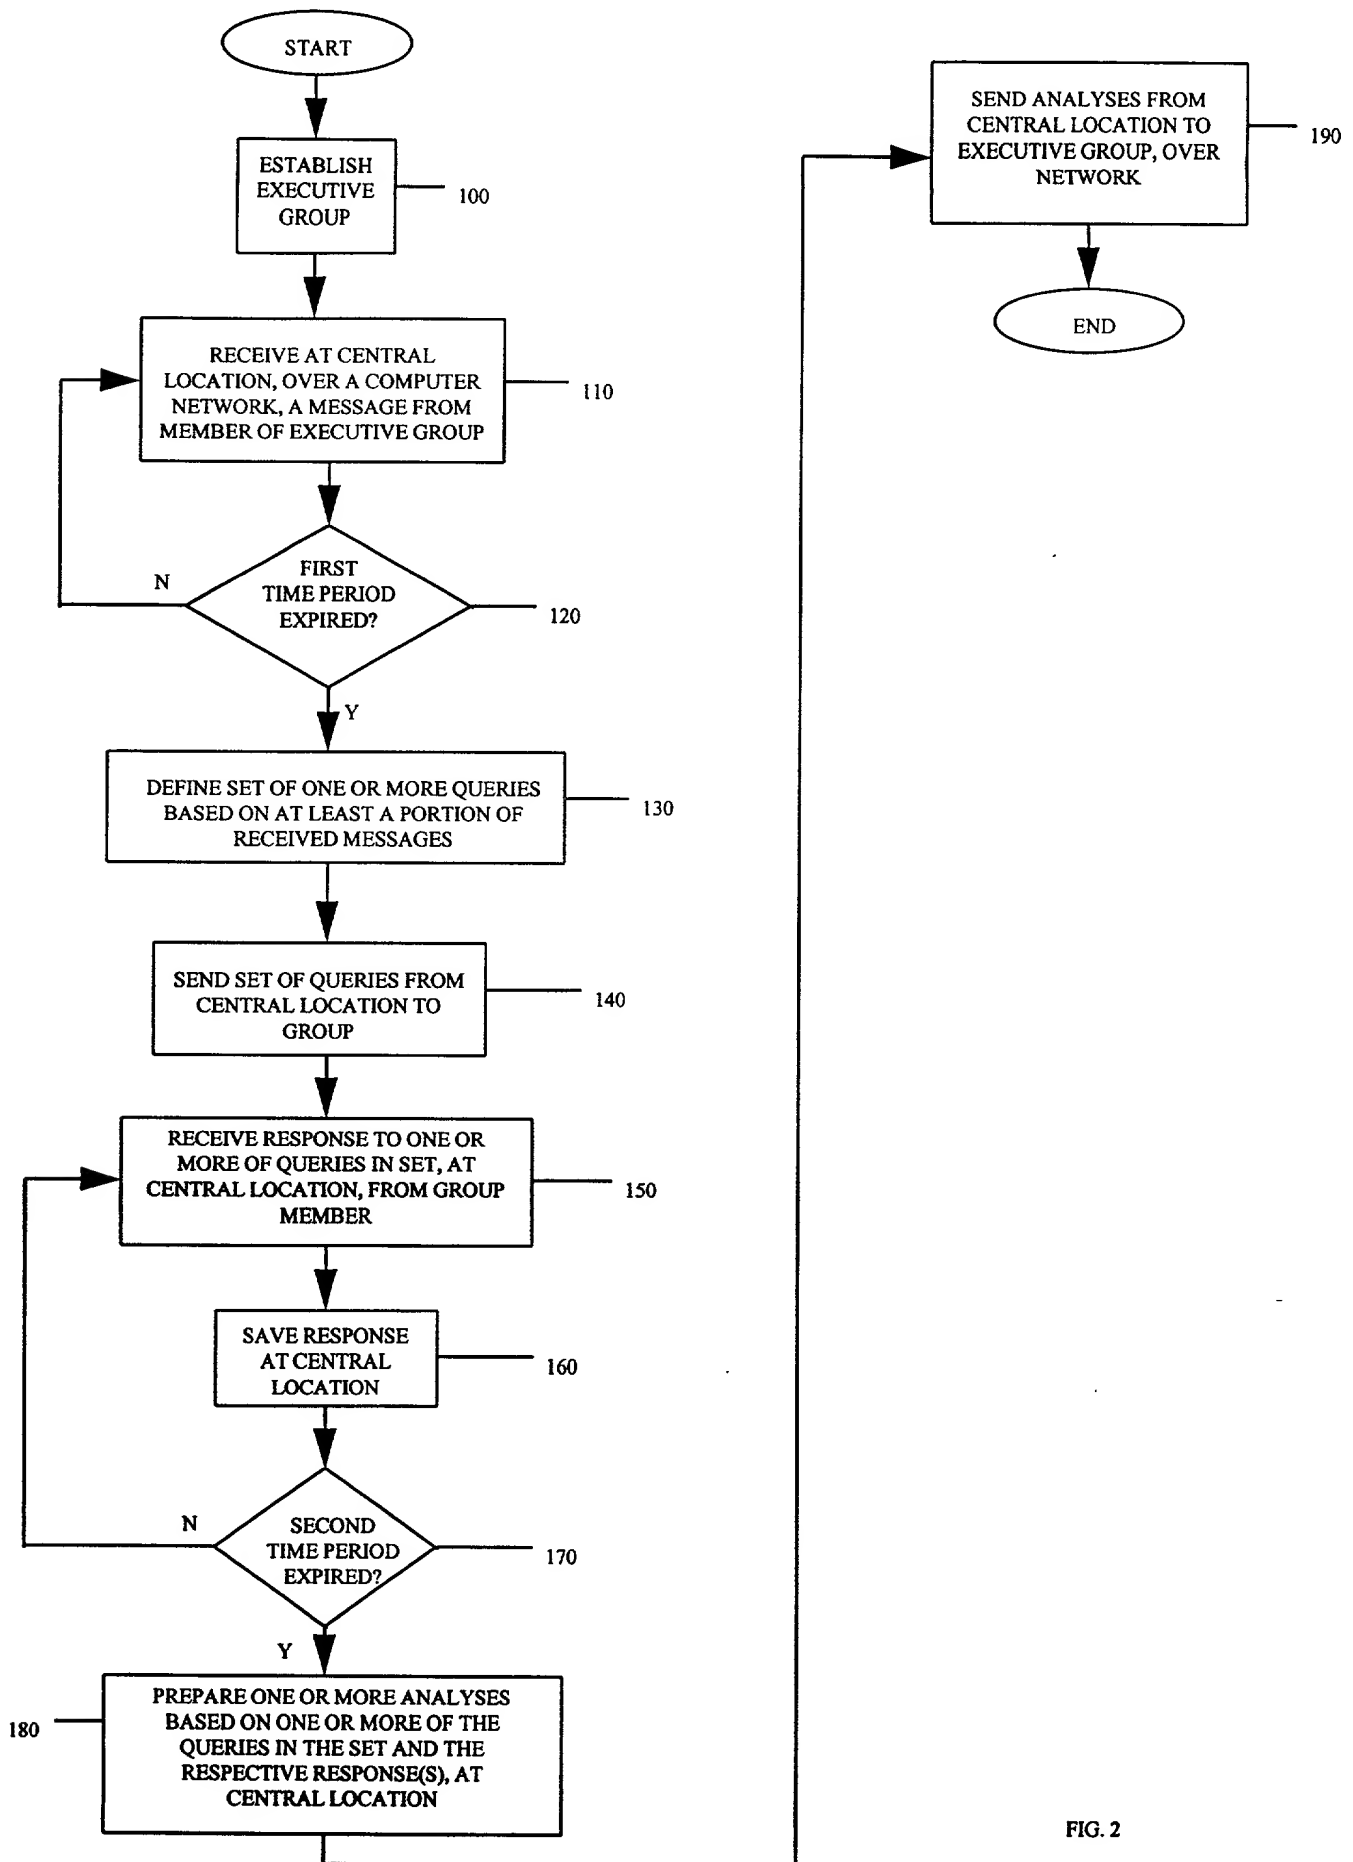 START
ESTABLISH
EXECUTIVE
GROUP
100
RECEIVE AT CENTRAL
LOCATION, OVER A COMPUTER
NETWORK, A MESSAGE FROM
MEMBER OF EXECUTIVE GROUP
110
FIRST
TIME PERIOD
EXPIRED?
N
120
Y
DEFINE SET OF ONE OR MORE QUERIES
BASED ON AT LEAST A PORTION OF
RECEIVED MESSAGES
130
SEND SET OF QUERIES FROM
CENTRAL LOCATION TO
GROUP
140
RECEIVE RESPONSE TO ONE OR
MORE OF QUERIES IN SET, AT
CENTRAL LOCATION, FROM GROUP
MEMBER
150
SAVE RESPONSE
AT CENTRAL
LOCATION
160
N
SECOND
TIME PERIOD
EXPIRED?
170
Y
PREPARE ONE OR MORE ANALYSES
BASED ON ONE OR MORE OF THE
QUERIES IN THE SET AND THE
RESPECTIVE RESPONSE(S), AT
CENTRAL LOCATION
180
SEND ANALYSES FROM
CENTRAL LOCATION TO
EXECUTIVE GROUP, OVER
NETWORK
190
END
FIG. 2